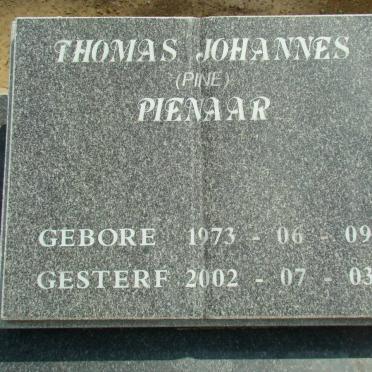 THOMAS JOHANNES
(PINE)
PIENAAR
GEBORE 1973 - 06 - 09
GESTERF 2002 - 07 - 03